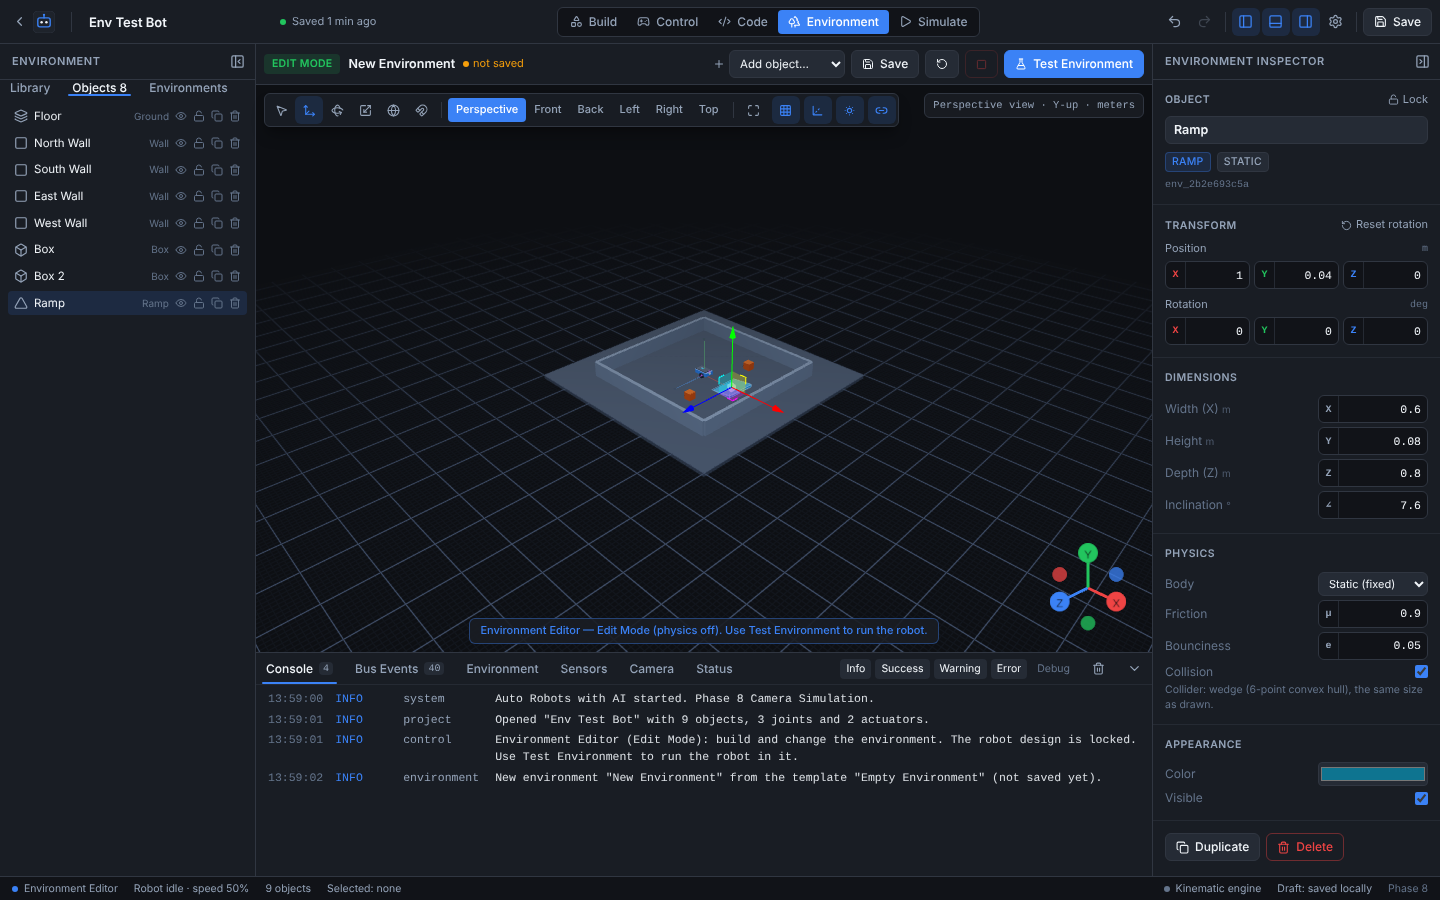 Env Test Bot
Saved 1 min ago
Build
Control
Code
Environment
Simulate
Save
ENVIRONMENT
Library
Objects 8
Environments
Floor Ground
North Wall Wall
South Wall Wall
East Wall Wall
West Wall Wall
Box Box
Box 2 Box
Ramp Ramp
EDIT MODE
New Environment
not saved
Add object...
Save
Test Environment
Perspective
Front
Back
Left
Right
Top
Perspective view · Y-up · meters
Y
Z
X
Environment Editor — Edit Mode (physics off). Use Test Environment to run the robot.
Console 4
Bus Events 40
Environment
Sensors
Camera
Status
Info
Success
Warning
Error
Debug
13:59:00 INFO system Auto Robots with AI started. Phase 8 Camera Simulation.
13:59:01 INFO project Opened "Env Test Bot" with 9 objects, 3 joints and 2 actuators.
13:59:01 INFO control Environment Editor (Edit Mode): build and change the environment. The robot design is locked.
Use Test Environment to run the robot in it.
13:59:02 INFO environment New environment "New Environment" from the template "Empty Environment" (not saved yet).
ENVIRONMENT INSPECTOR
OBJECT
Lock
Ramp
RAMP
STATIC
env_2b2e693c5a
TRANSFORM
Reset rotation
Position m
X 1 Y 0.04 Z 0
Rotation deg
X 0 Y 0 Z 0
DIMENSIONS
Width (X) m X 0.6
Height m Y 0.08
Depth (Z) m Z 0.8
Inclination ° ∠ 7.6
PHYSICS
Body Static (fixed)
Friction μ 0.9
Bounciness e 0.05
Collision
Collider: wedge (6-point convex hull), the same size
as drawn.
APPEARANCE
Color
Visible
Duplicate
Delete
Environment Editor
Robot idle · speed 50%
9 objects
Selected: none
Kinematic engine
Draft: saved locally
Phase 8